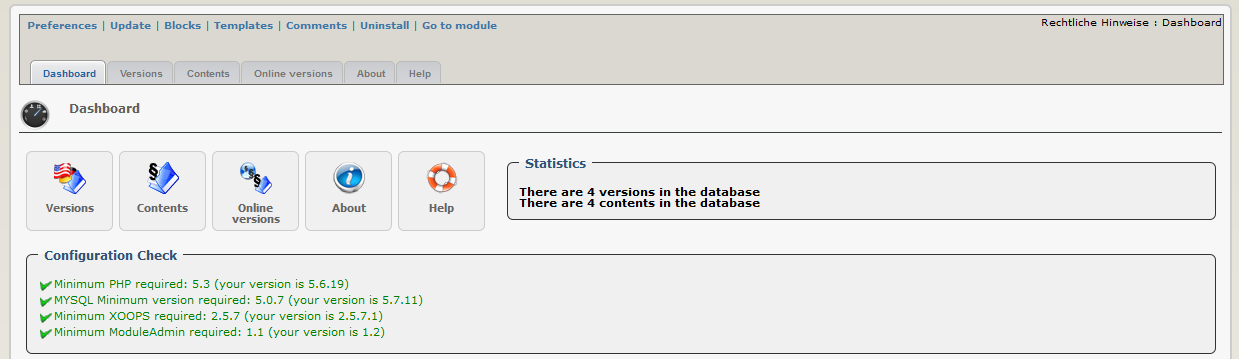 Preferences | Update | Blocks | Templates | Comments | Uninstall | Go to module
Rechtliche Hinweise : Dashboard
Dashboard Versions Contents Online versions About Help
Dashboard
Versions
Contents
Online
versions
About
Help
Statistics
There are 4 versions in the database
There are 4 contents in the database
Configuration Check
Minimum PHP required: 5.3 (your version is 5.6.19)
MYSQL Minimum version required: 5.0.7 (your version is 5.7.11)
Minimum XOOPS required: 2.5.7 (your version is 2.5.7.1)
Minimum ModuleAdmin required: 1.1 (your version is 1.2)